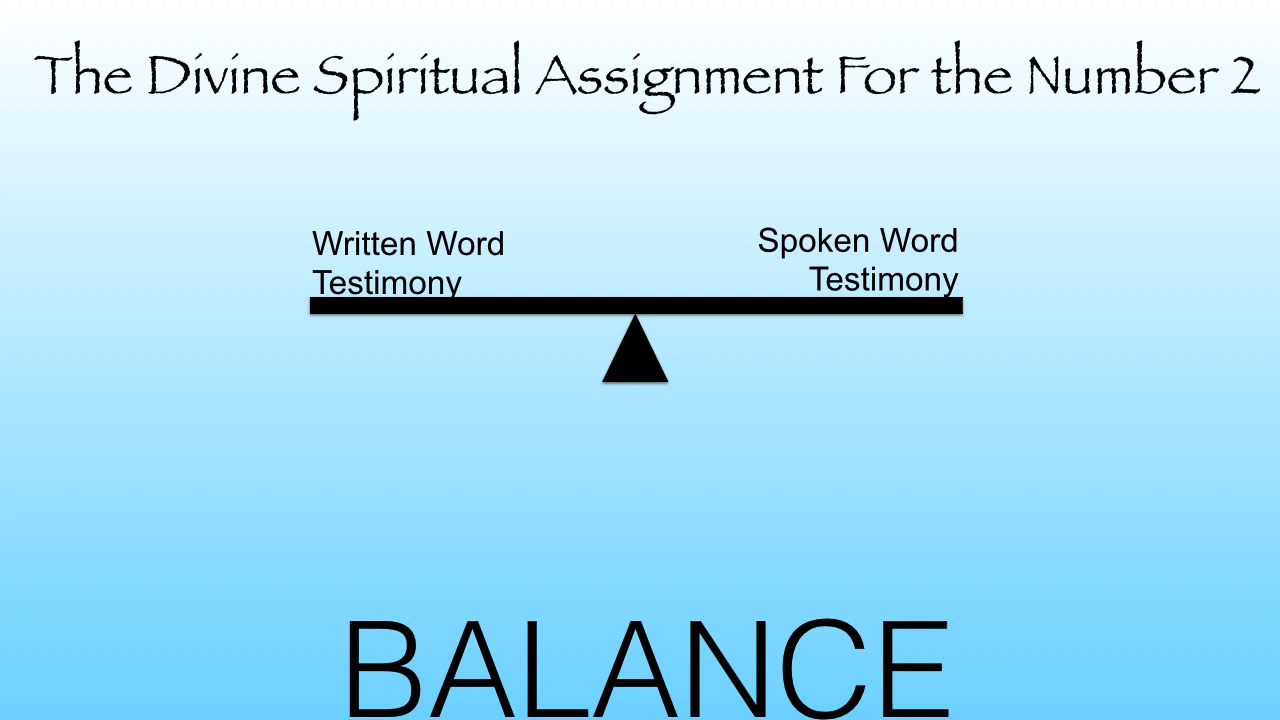 The Divine Spiritual Assignment For the Number 2
Written Word
Testimony
Spoken Word
Testimony
BALANCE